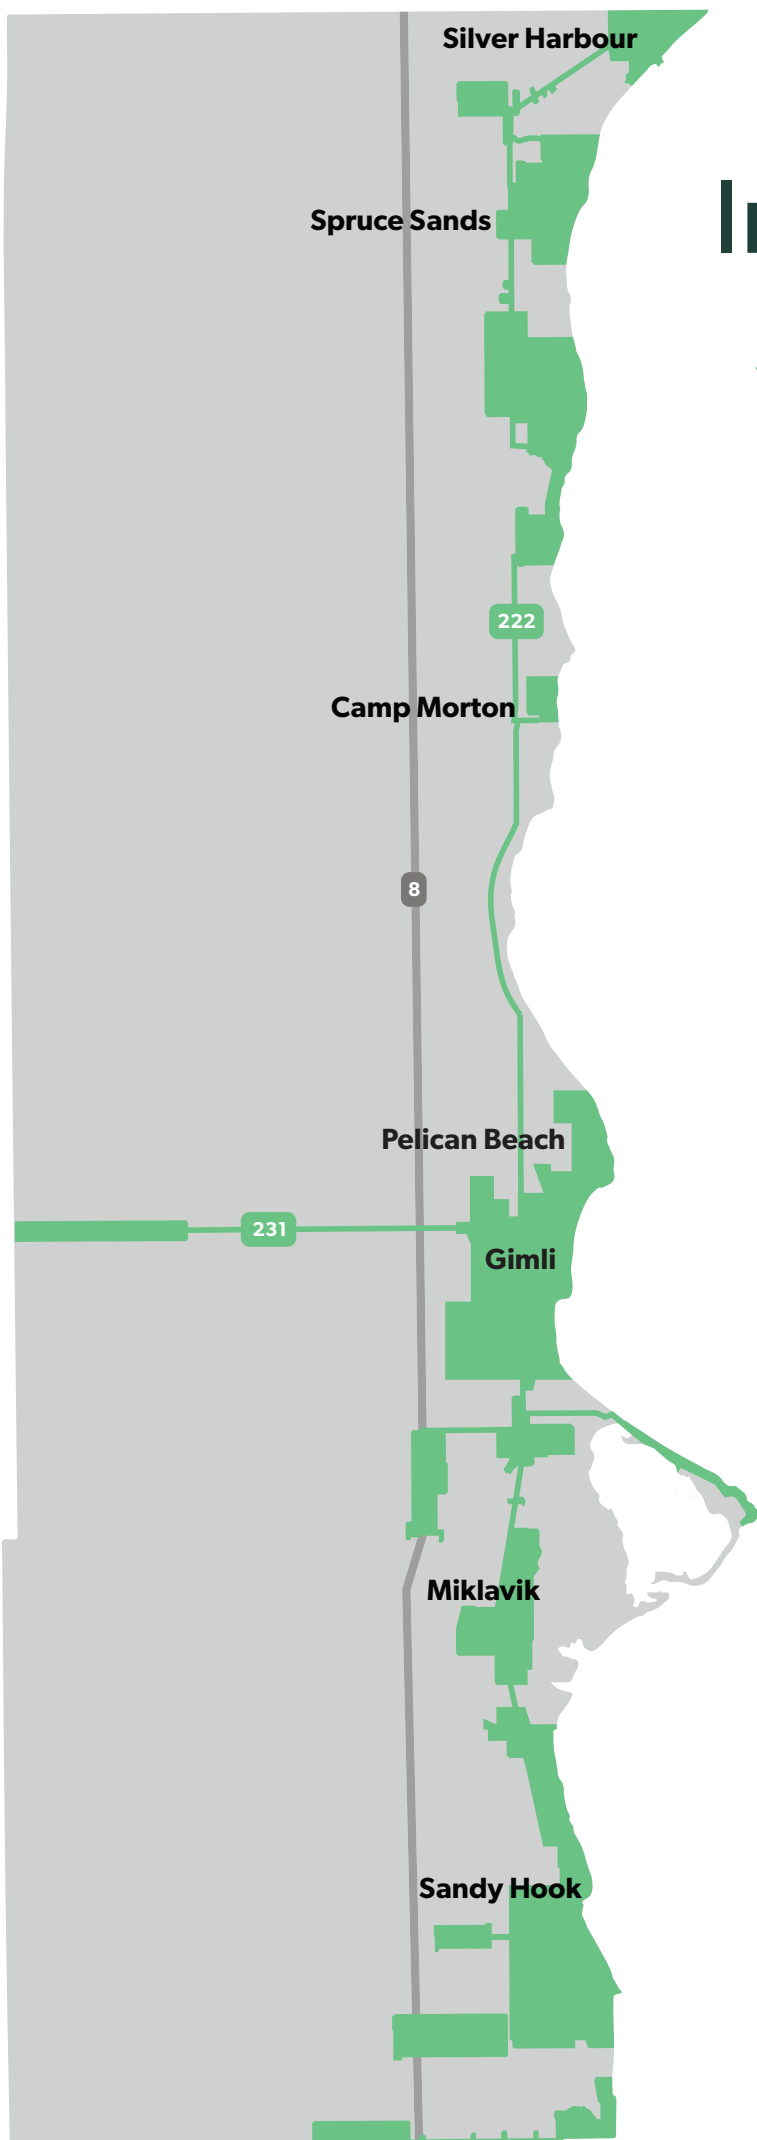 Silver Harbour
Spruce Sands
222
Camp Morton
8
Pelican Beach
231
Gimli
Miklavik
Sandy Hook